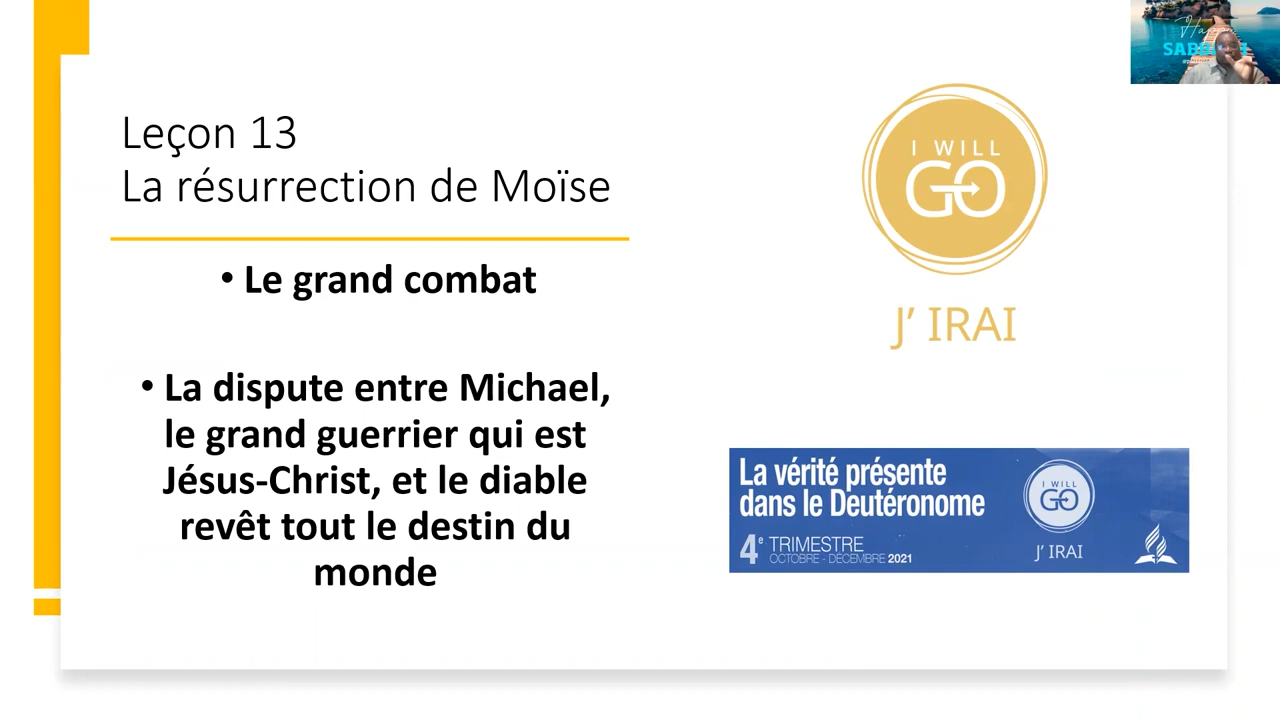 Leçon 13
La résurrection de Moïse
• Le grand combat
• La dispute entre Michael,
le grand guerrier qui est
Jésus-Christ, et le diable
revêt tout le destin du
monde
I WILL
GO
J’ IRAI
La vérité présente
dans le Deutéronome
4e TRIMESTRE
OCTOBRE - DÉCEMBRE 2021
I WILL
GO
J’ IRAI